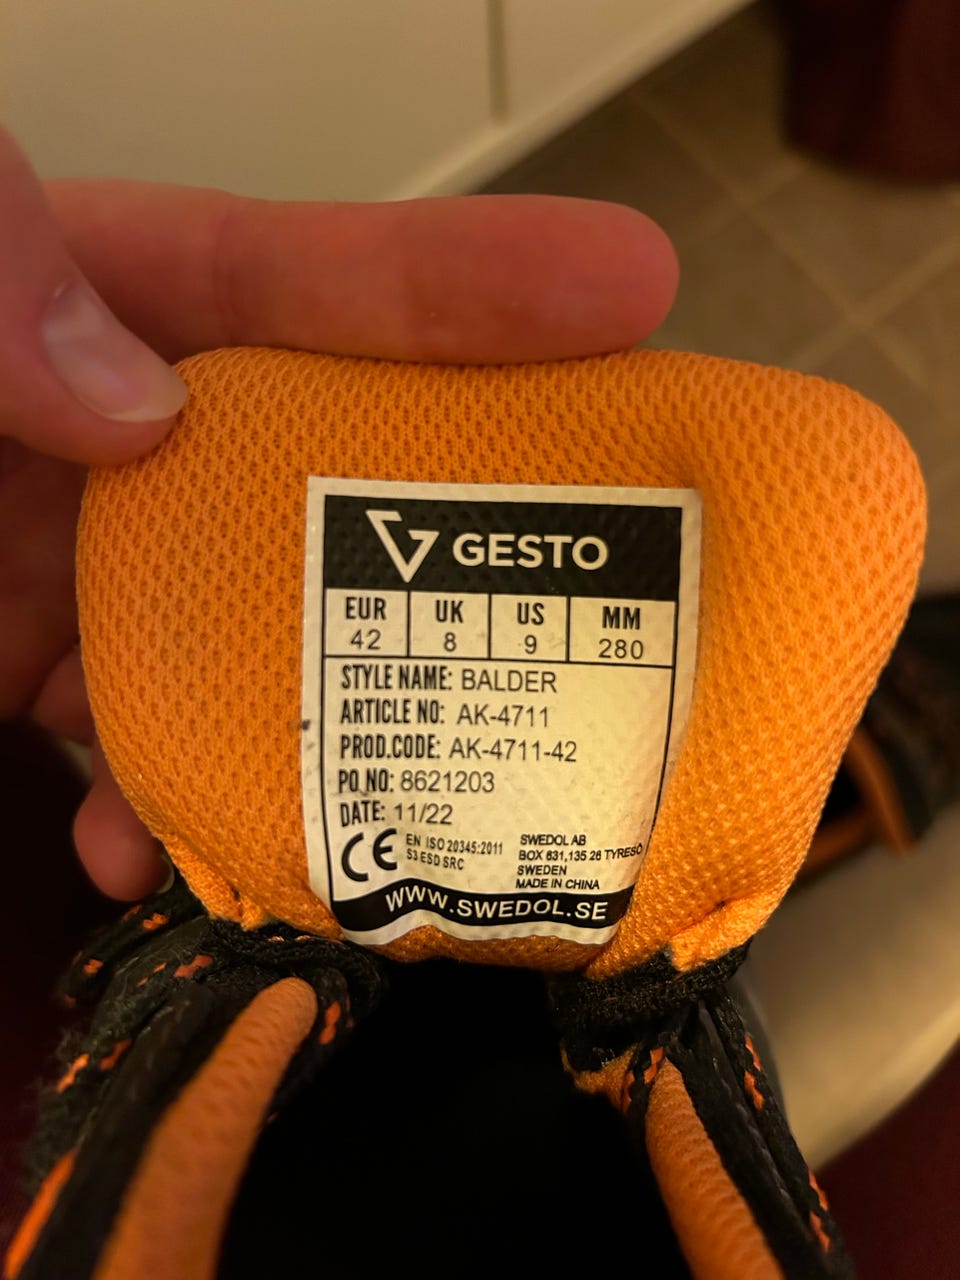 GESTO
EUR UK US MM
42 8 9 280
STYLE NAME: BALDER
ARTICLE NO: AK-4711
PROD.CODE: AK-4711-42
PO NO: 8621203
DATE: 11/22
CE
EN ISO 20345:2011
S3 ESD SRC
SWEDOL AB
BOX 631,135 26 TYRESÖ
SWEDEN
MADE IN CHINA
WWW.SWEDOL.SE